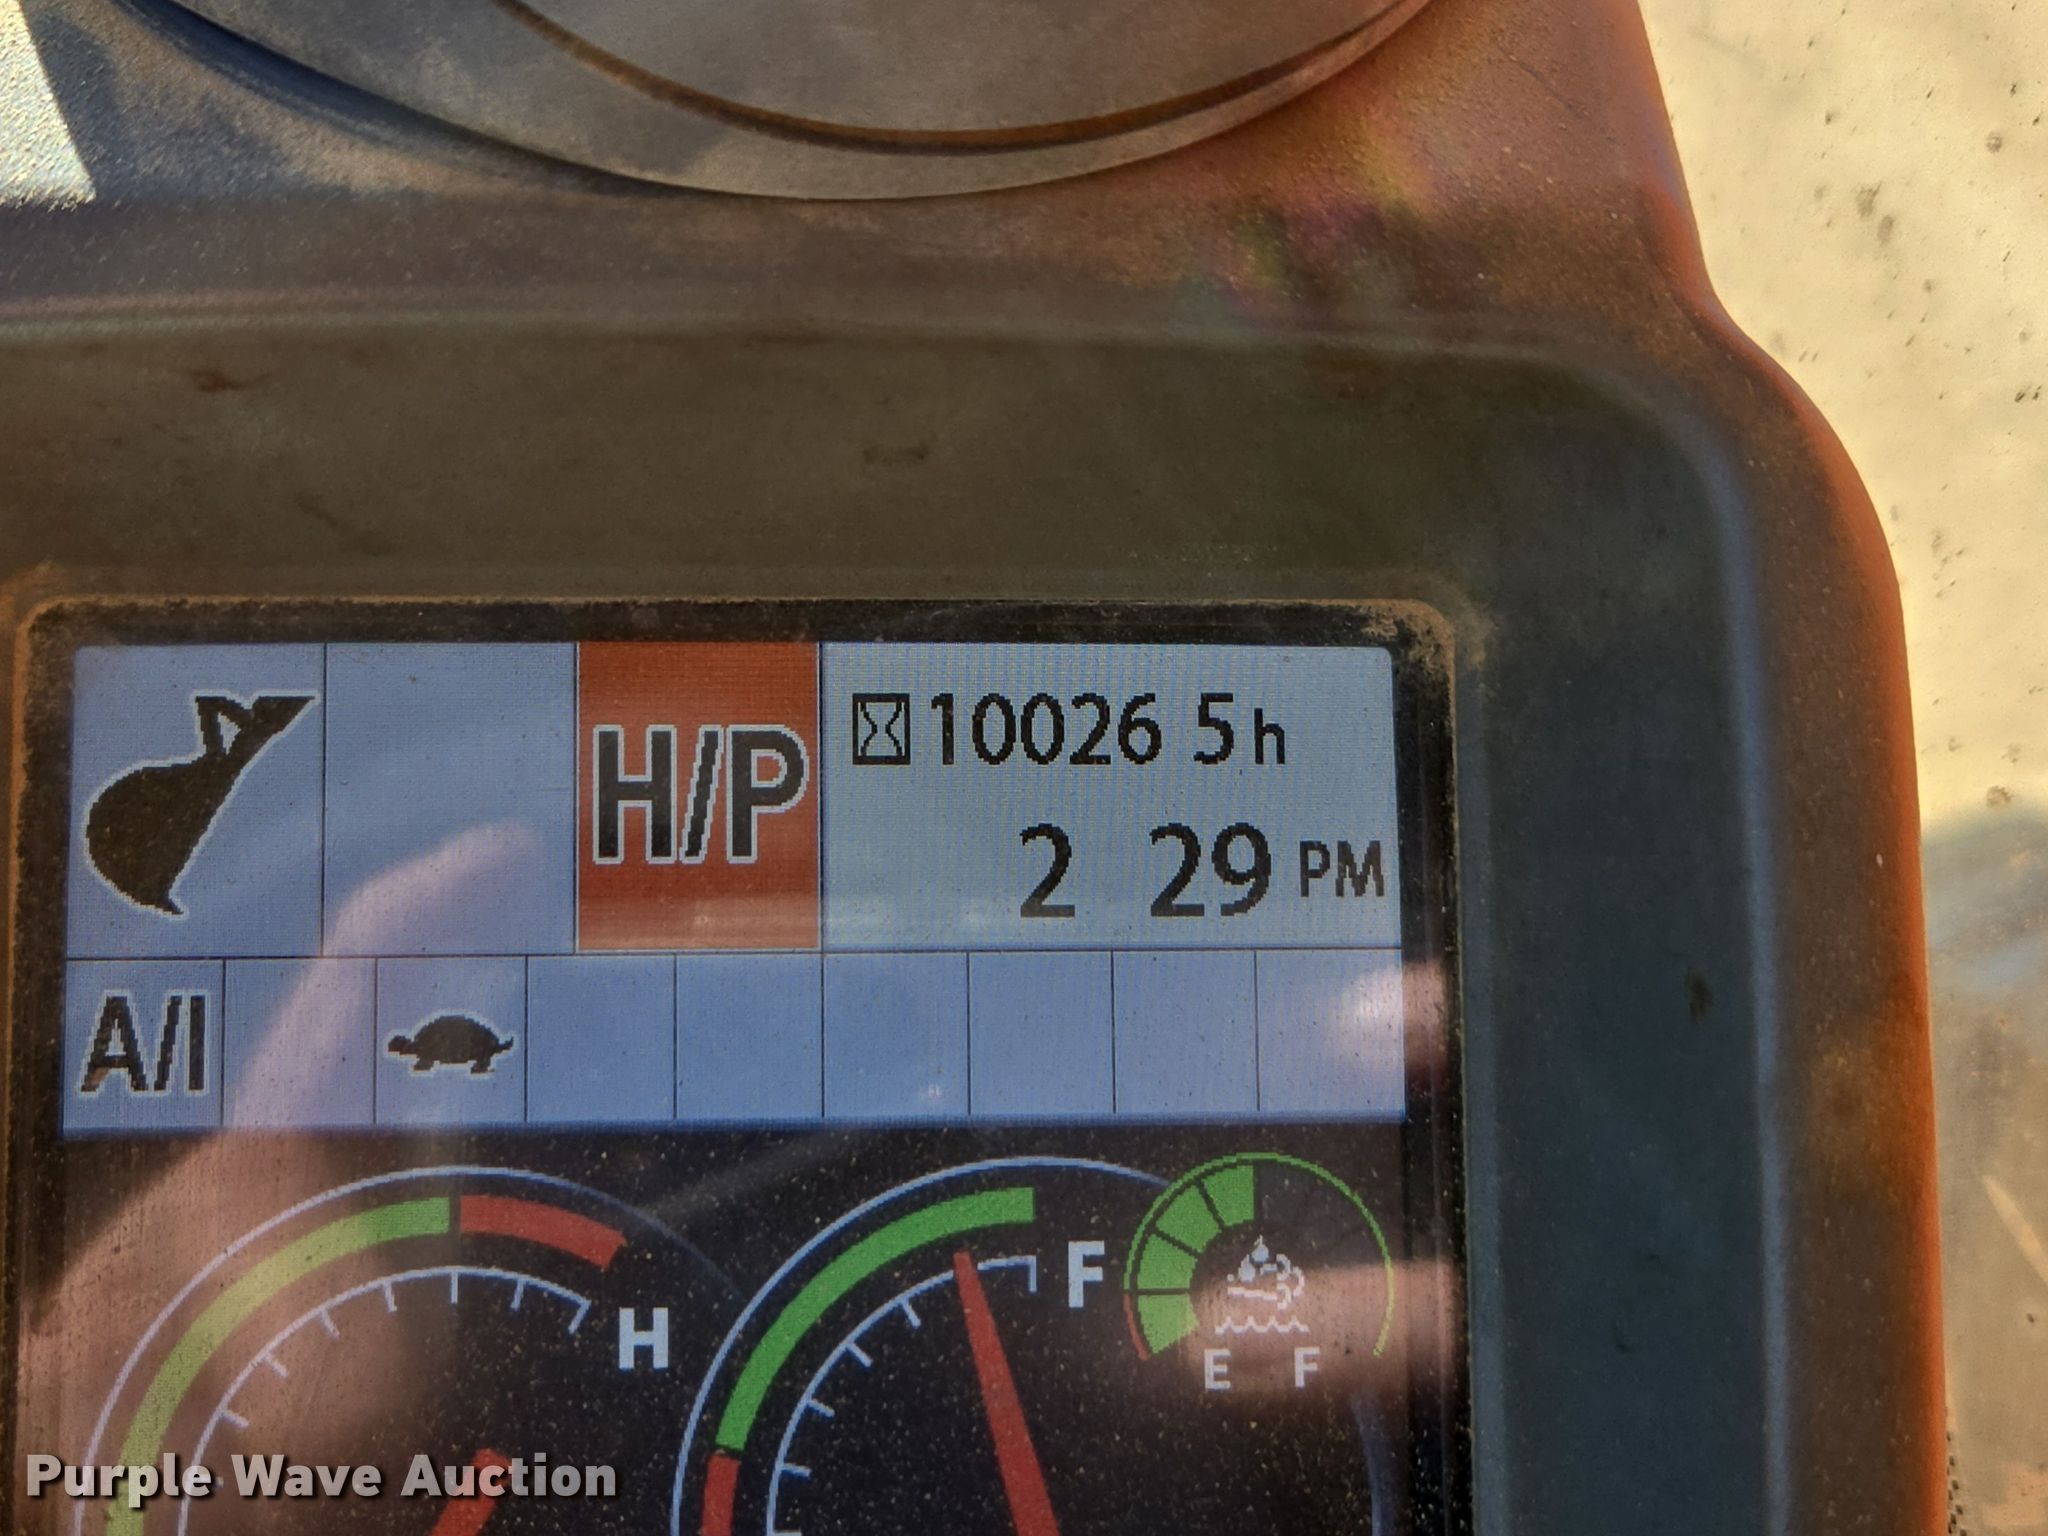 H/P
10026 5h
2 29 PM
A/I
H
F
E F
Purple Wave Auction